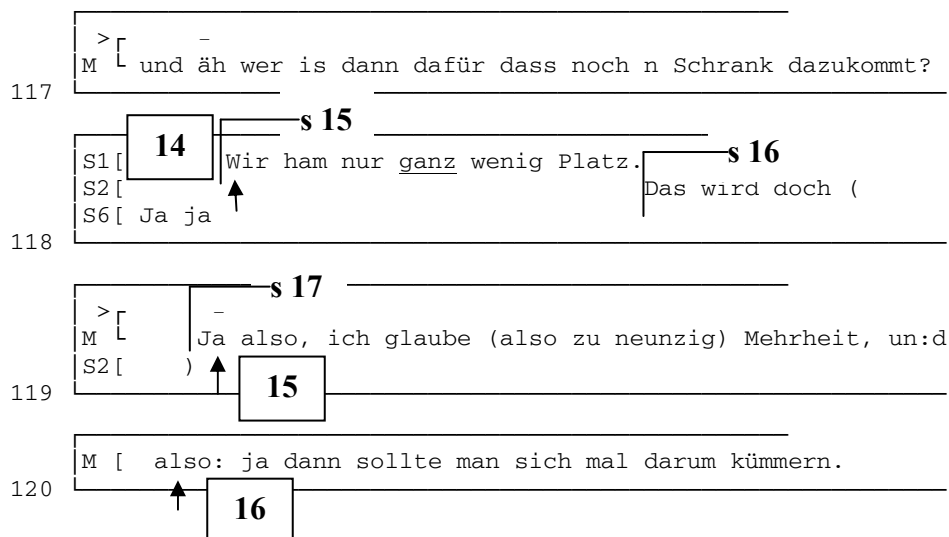 > –
M und äh wer is dann dafür dass noch n Schrank dazukommt?
117
14 s 15
S1[ Wir ham nur ganz wenig Platz. s 16
S2[ Das wird doch (
S6[ Ja ja
118
s 17
> –
M Ja also, ich glaube (also zu neunzig) Mehrheit, un:d
S2[ )
119 15
M [ also: ja dann sollte man sich mal darum kümmern.
120 16